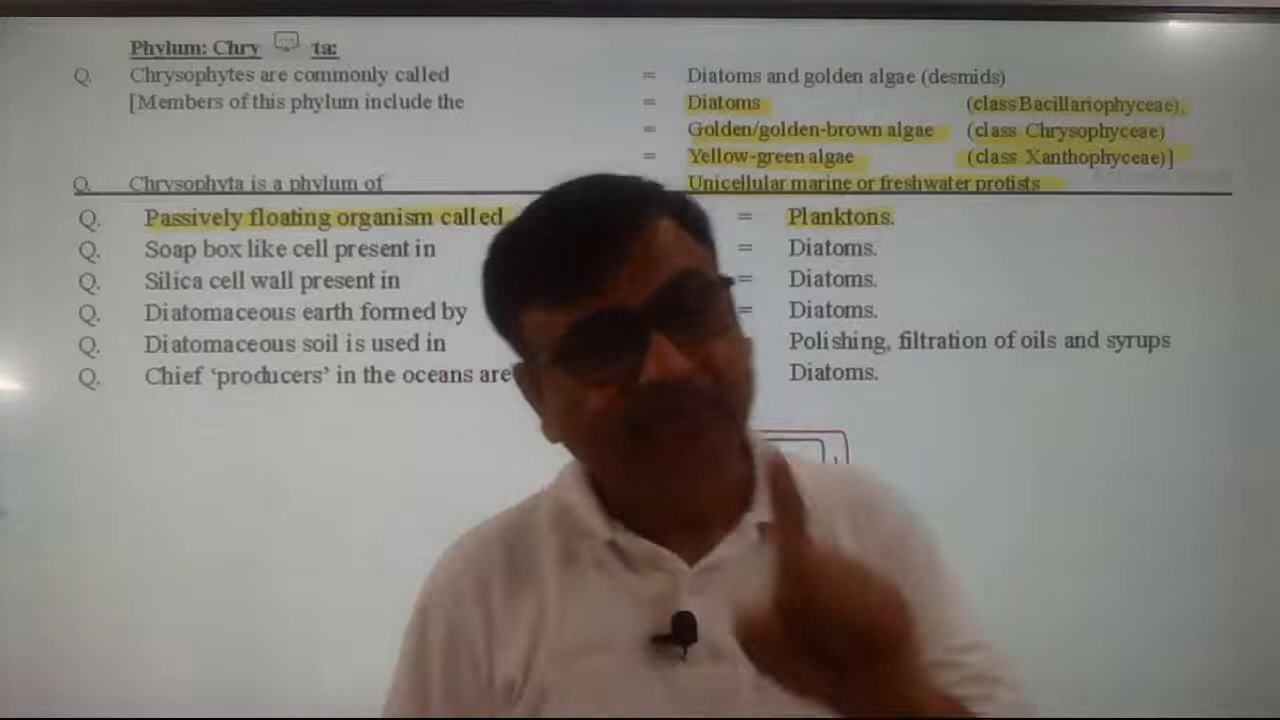 Phylum: Chry ta:
Q. Chrysophytes are commonly called = Diatoms and golden algae (desmids)
[Members of this phylum include the = Diatoms (class Bacillariophyceae),
= Golden/golden-brown algae (class Chrysophyceae)
= Yellow-green algae (class Xanthophyceae)]
Q. Chrysophyta is a phylum of Unicellular marine or freshwater protists
Q. Passively floating organism called = Planktons.
Q. Soap box like cell present in = Diatoms.
Q. Silica cell wall present in = Diatoms.
Q. Diatomaceous earth formed by = Diatoms.
Q. Diatomaceous soil is used in Polishing, filtration of oils and syrups
Q. Chief ‘producers’ in the oceans are Diatoms.